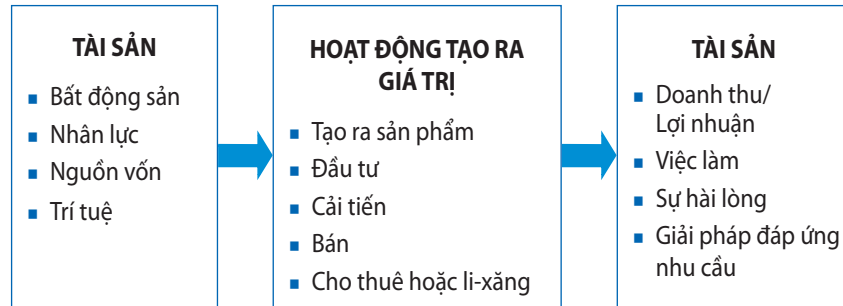 TÀI SẢN
Bất động sản
Nhân lực
Nguồn vốn
Trí tuệ
HOẠT ĐỘNG TẠO RA
GIÁ TRỊ
Tạo ra sản phẩm
Đầu tư
Cải tiến
Bán
Cho thuê hoặc li-xăng
TÀI SẢN
Doanh thu/
Lợi nhuận
Việc làm
Sự hài lòng
Giải pháp đáp ứng
nhu cầu